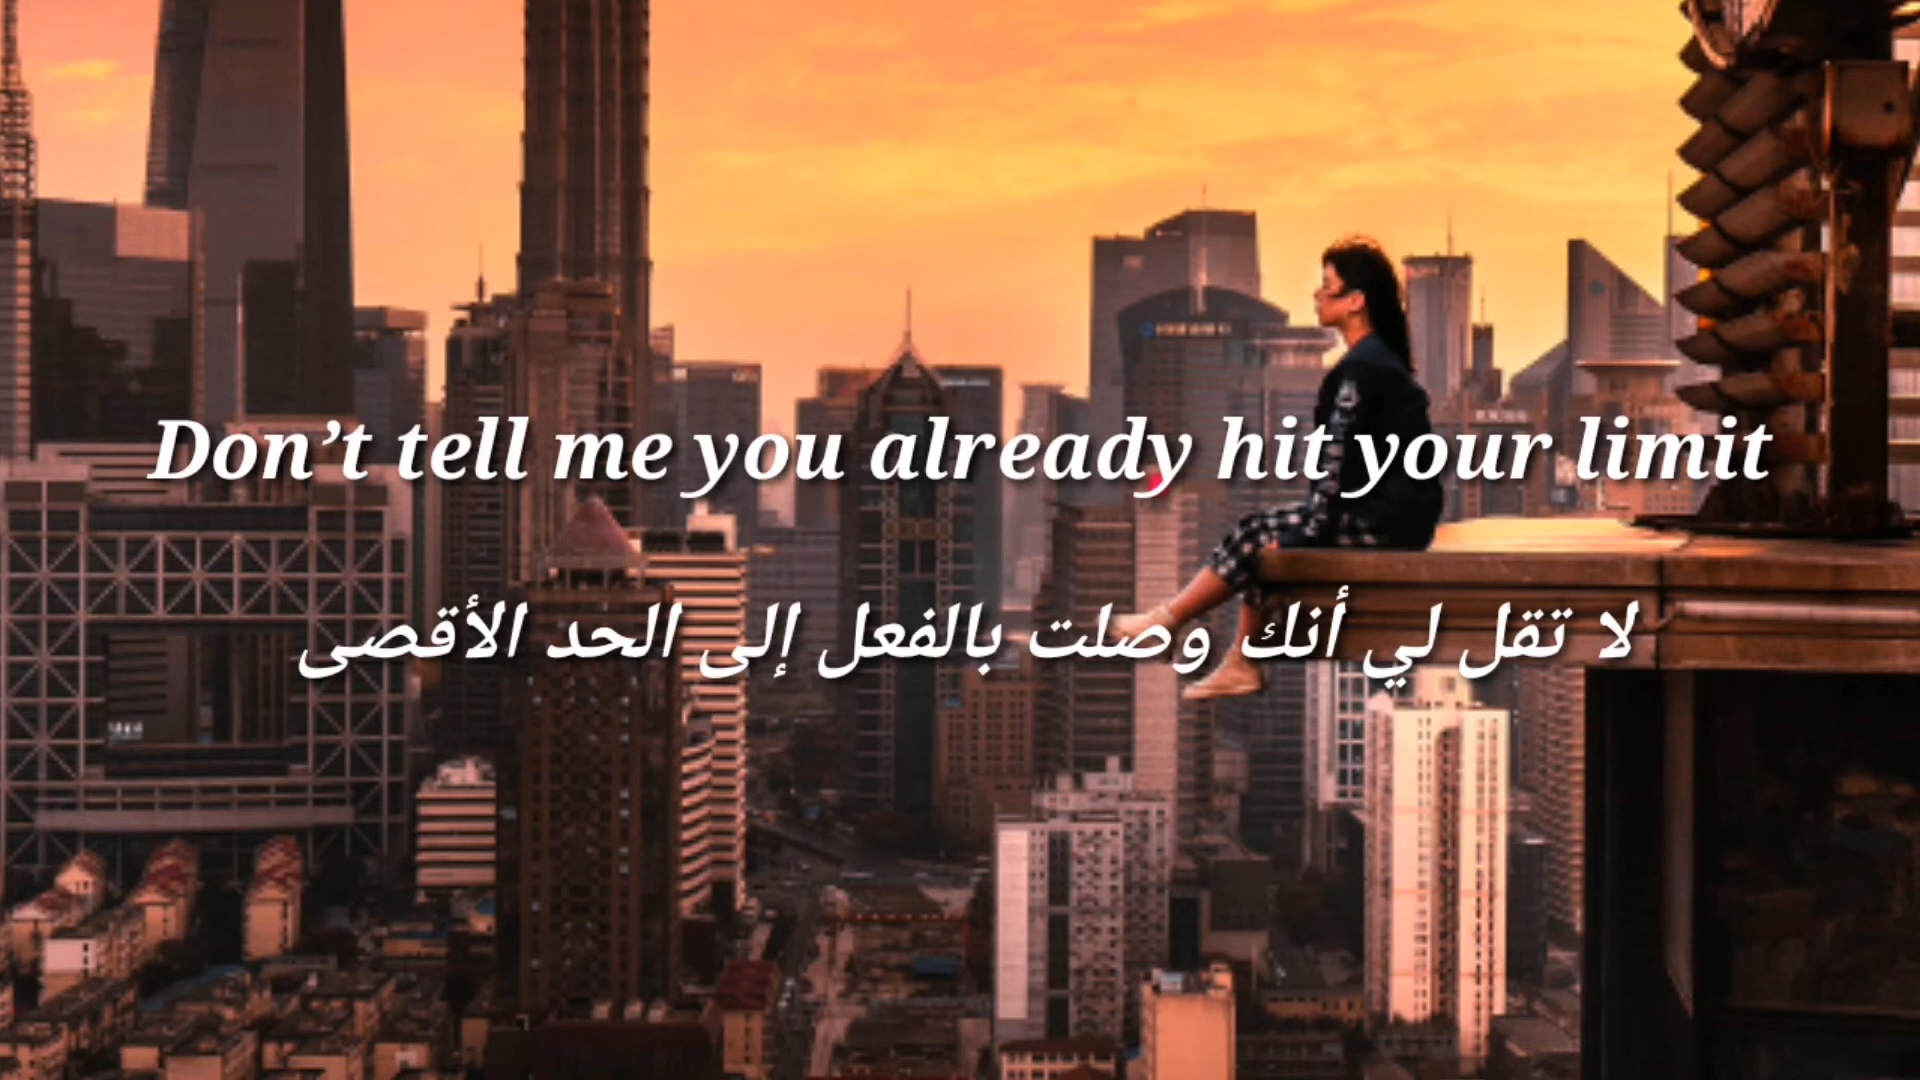 Don’t tell me you already hit your limit
لا تقل لي أنك وصلت بالفعل إلى الحد الأقصى